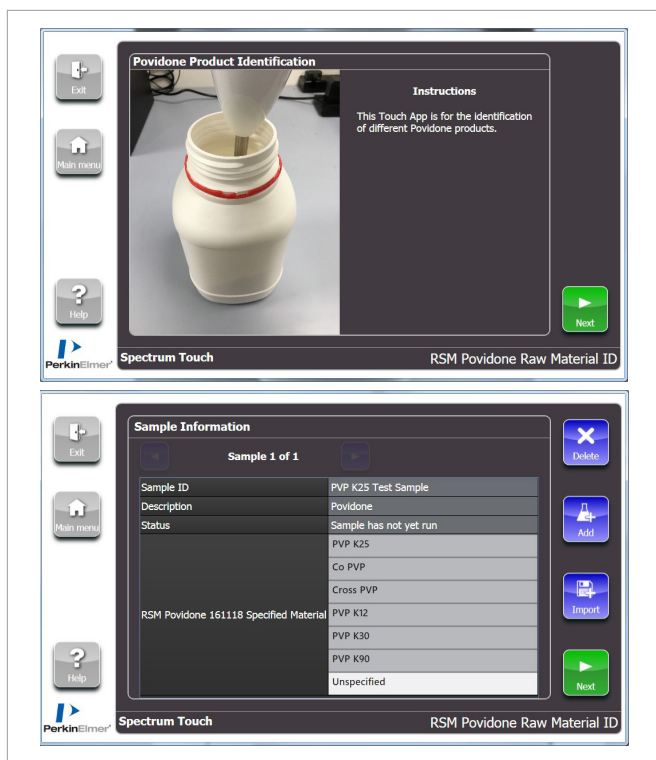 Povidone Product Identification
Exit
Instructions
This Touch App is for the identification
of different Povidone products.
Main menu
?
Help
Next
PerkinElmer
Spectrum Touch
RSM Povidone Raw Material ID
Sample Information
Exit
Sample 1 of 1
Delete
Sample ID
PVP K25 Test Sample
Description
Povidone
Status
Sample has not yet run
Main menu
Add
RSM Povidone 161118 Specified Material
PVP K25
Co PVP
Cross PVP
PVP K12
PVP K30
PVP K90
Unspecified
Import
?
Help
Next
PerkinElmer
Spectrum Touch
RSM Povidone Raw Material ID